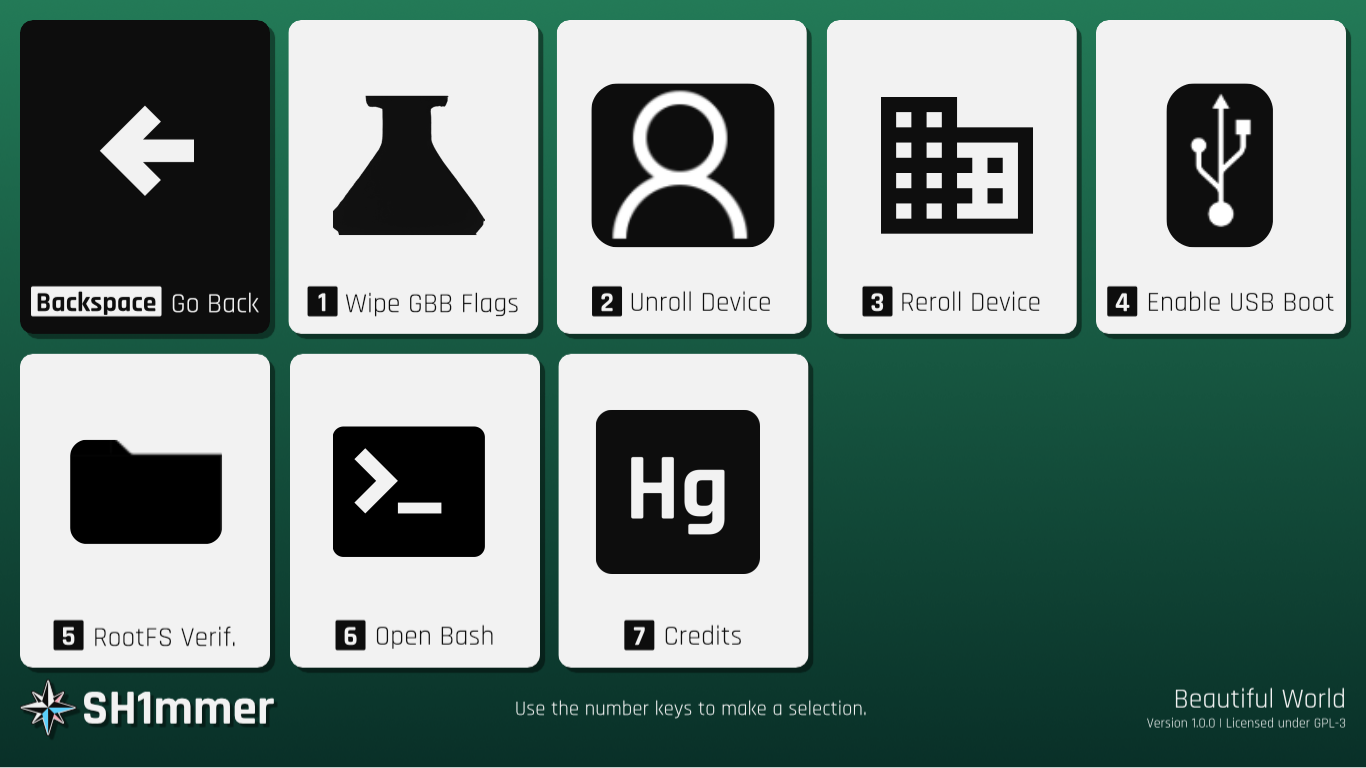 Backspace Go Back
1 Wipe GBB Flags
2 Unroll Device
3 Reroll Device
4 Enable USB Boot
5 RootFS Verif.
>_
6 Open Bash
Hg
7 Credits
SH1mmer
Use the number keys to make a selection.
Beautiful World
Version 1.0.0 | Licensed under GPL-3